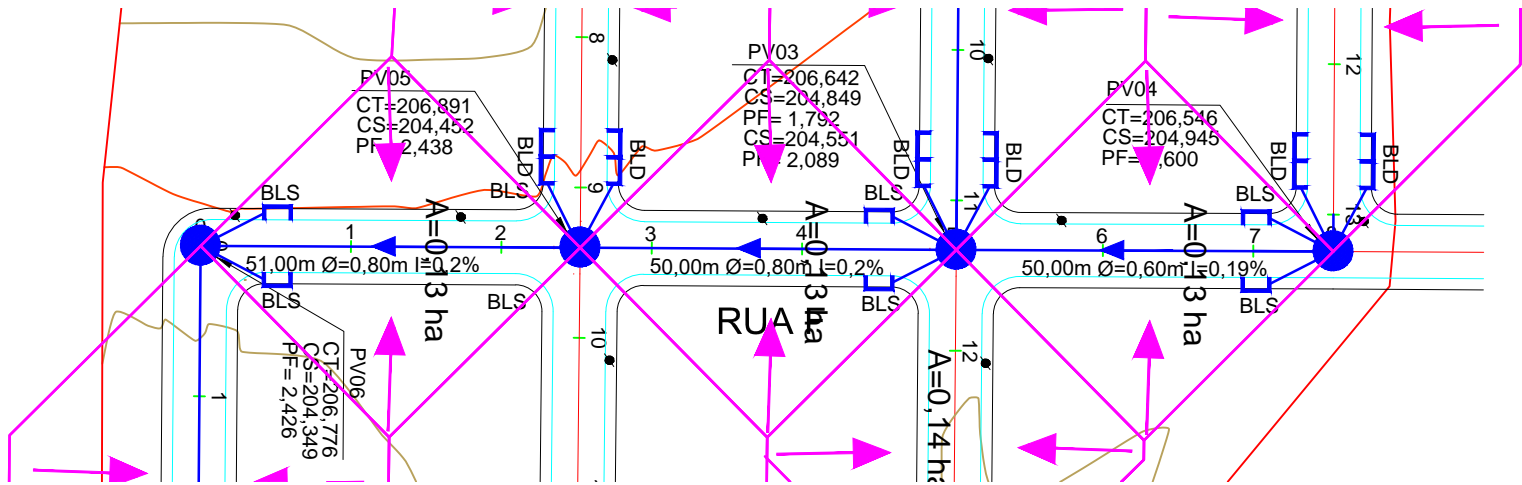 PV05
CT=206,891
CS=204,452
PF= 2,438
PV03
CT=206,642
CS=204,849
PF= 1,792
CS=204,551
PF= 2,089
PV04
CT=206,546
CS=204,945
PF= 1,600
8
10
12
BLD
BLD
BLD
BLD
BLD
BLS
BLS
BLS
BLS
9
11
13
A=0,13 ha
A=0,13 ha
A=0,13 ha
1
2
3
4
6
7
51,00m Ø=0,80m I=0,2%
50,00m Ø=0,80m I=0,2%
50,00m Ø=0,60m I=0,19%
BLS
BLS
BLS
BLS
RUA
10
12
A=0,14 ha
PV06
CT=206,776
CS=204,349
PF= 2,426
1